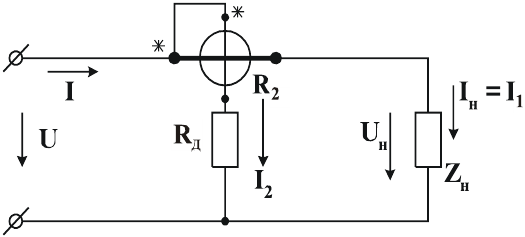 *
*
I
R₂
Iн = I₁
U
Rд
Uн
I₂
Zн